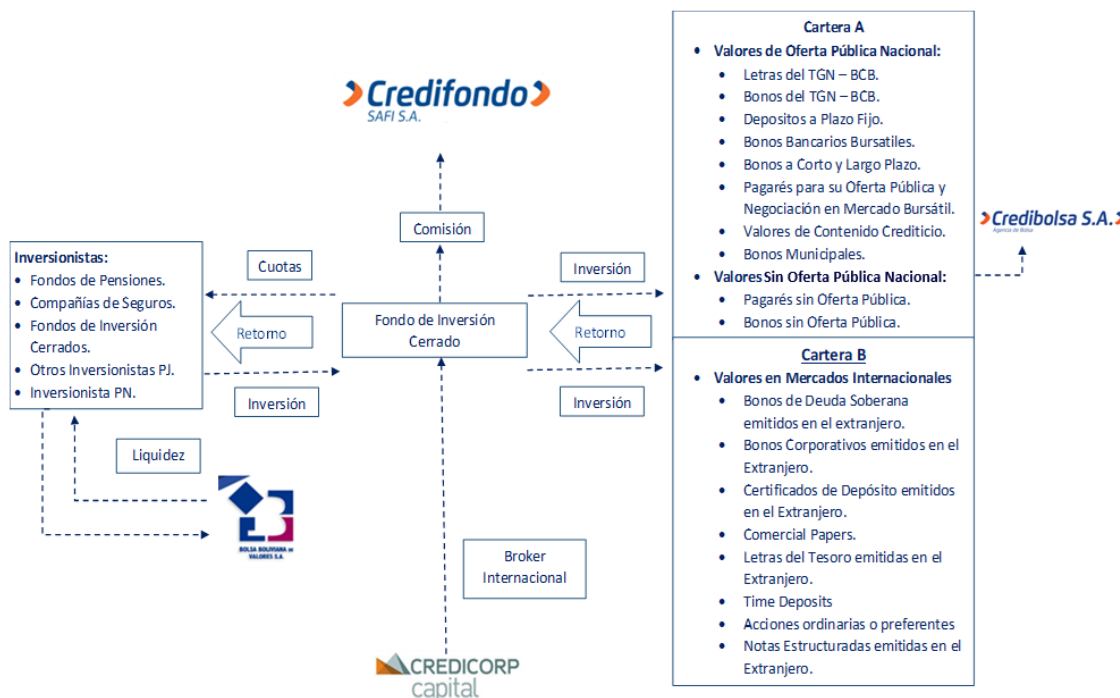 Credifondo
SAFI S.A.
Comisión
Inversionistas:
• Fondos de Pensiones.
• Compañías de Seguros.
• Fondos de Inversión
Cerrados.
• Otros Inversionistas PJ.
• Inversionista PN.
Cuotas
Retorno
Inversión
Liquidez
BOLSA BOLIVIANA DE
VALORES S.A.
Fondo de Inversión
Cerrado
Broker
Internacional
CREDICORP
capital
Inversión
Retorno
Inversión
Cartera A
• Valores de Oferta Pública Nacional:
• Letras del TGN – BCB.
• Bonos del TGN – BCB.
• Depositos a Plazo Fijo.
• Bonos Bancarios Bursatiles.
• Bonos a Corto y Largo Plazo.
• Pagarés para su Oferta Pública y
Negociación en Mercado Bursátil.
• Valores de Contenido Crediticio.
• Bonos Municipales.
• Valores Sin Oferta Pública Nacional:
• Pagarés sin Oferta Pública.
• Bonos sin Oferta Pública.
Cartera B
• Valores en Mercados Internacionales
• Bonos de Deuda Soberana
emitidos en el extranjero.
• Bonos Corporativos emitidos en el
Extranjero.
• Certificados de Depósito emitidos
en el Extranjero.
• Comercial Papers.
• Letras del Tesoro emitidas en el
Extranjero.
• Time Deposits
• Acciones ordinarias o preferentes
• Notas Estructuradas emitidas en el
Extranjero.
Credibolsa S.A.
Agencia de Bolsa